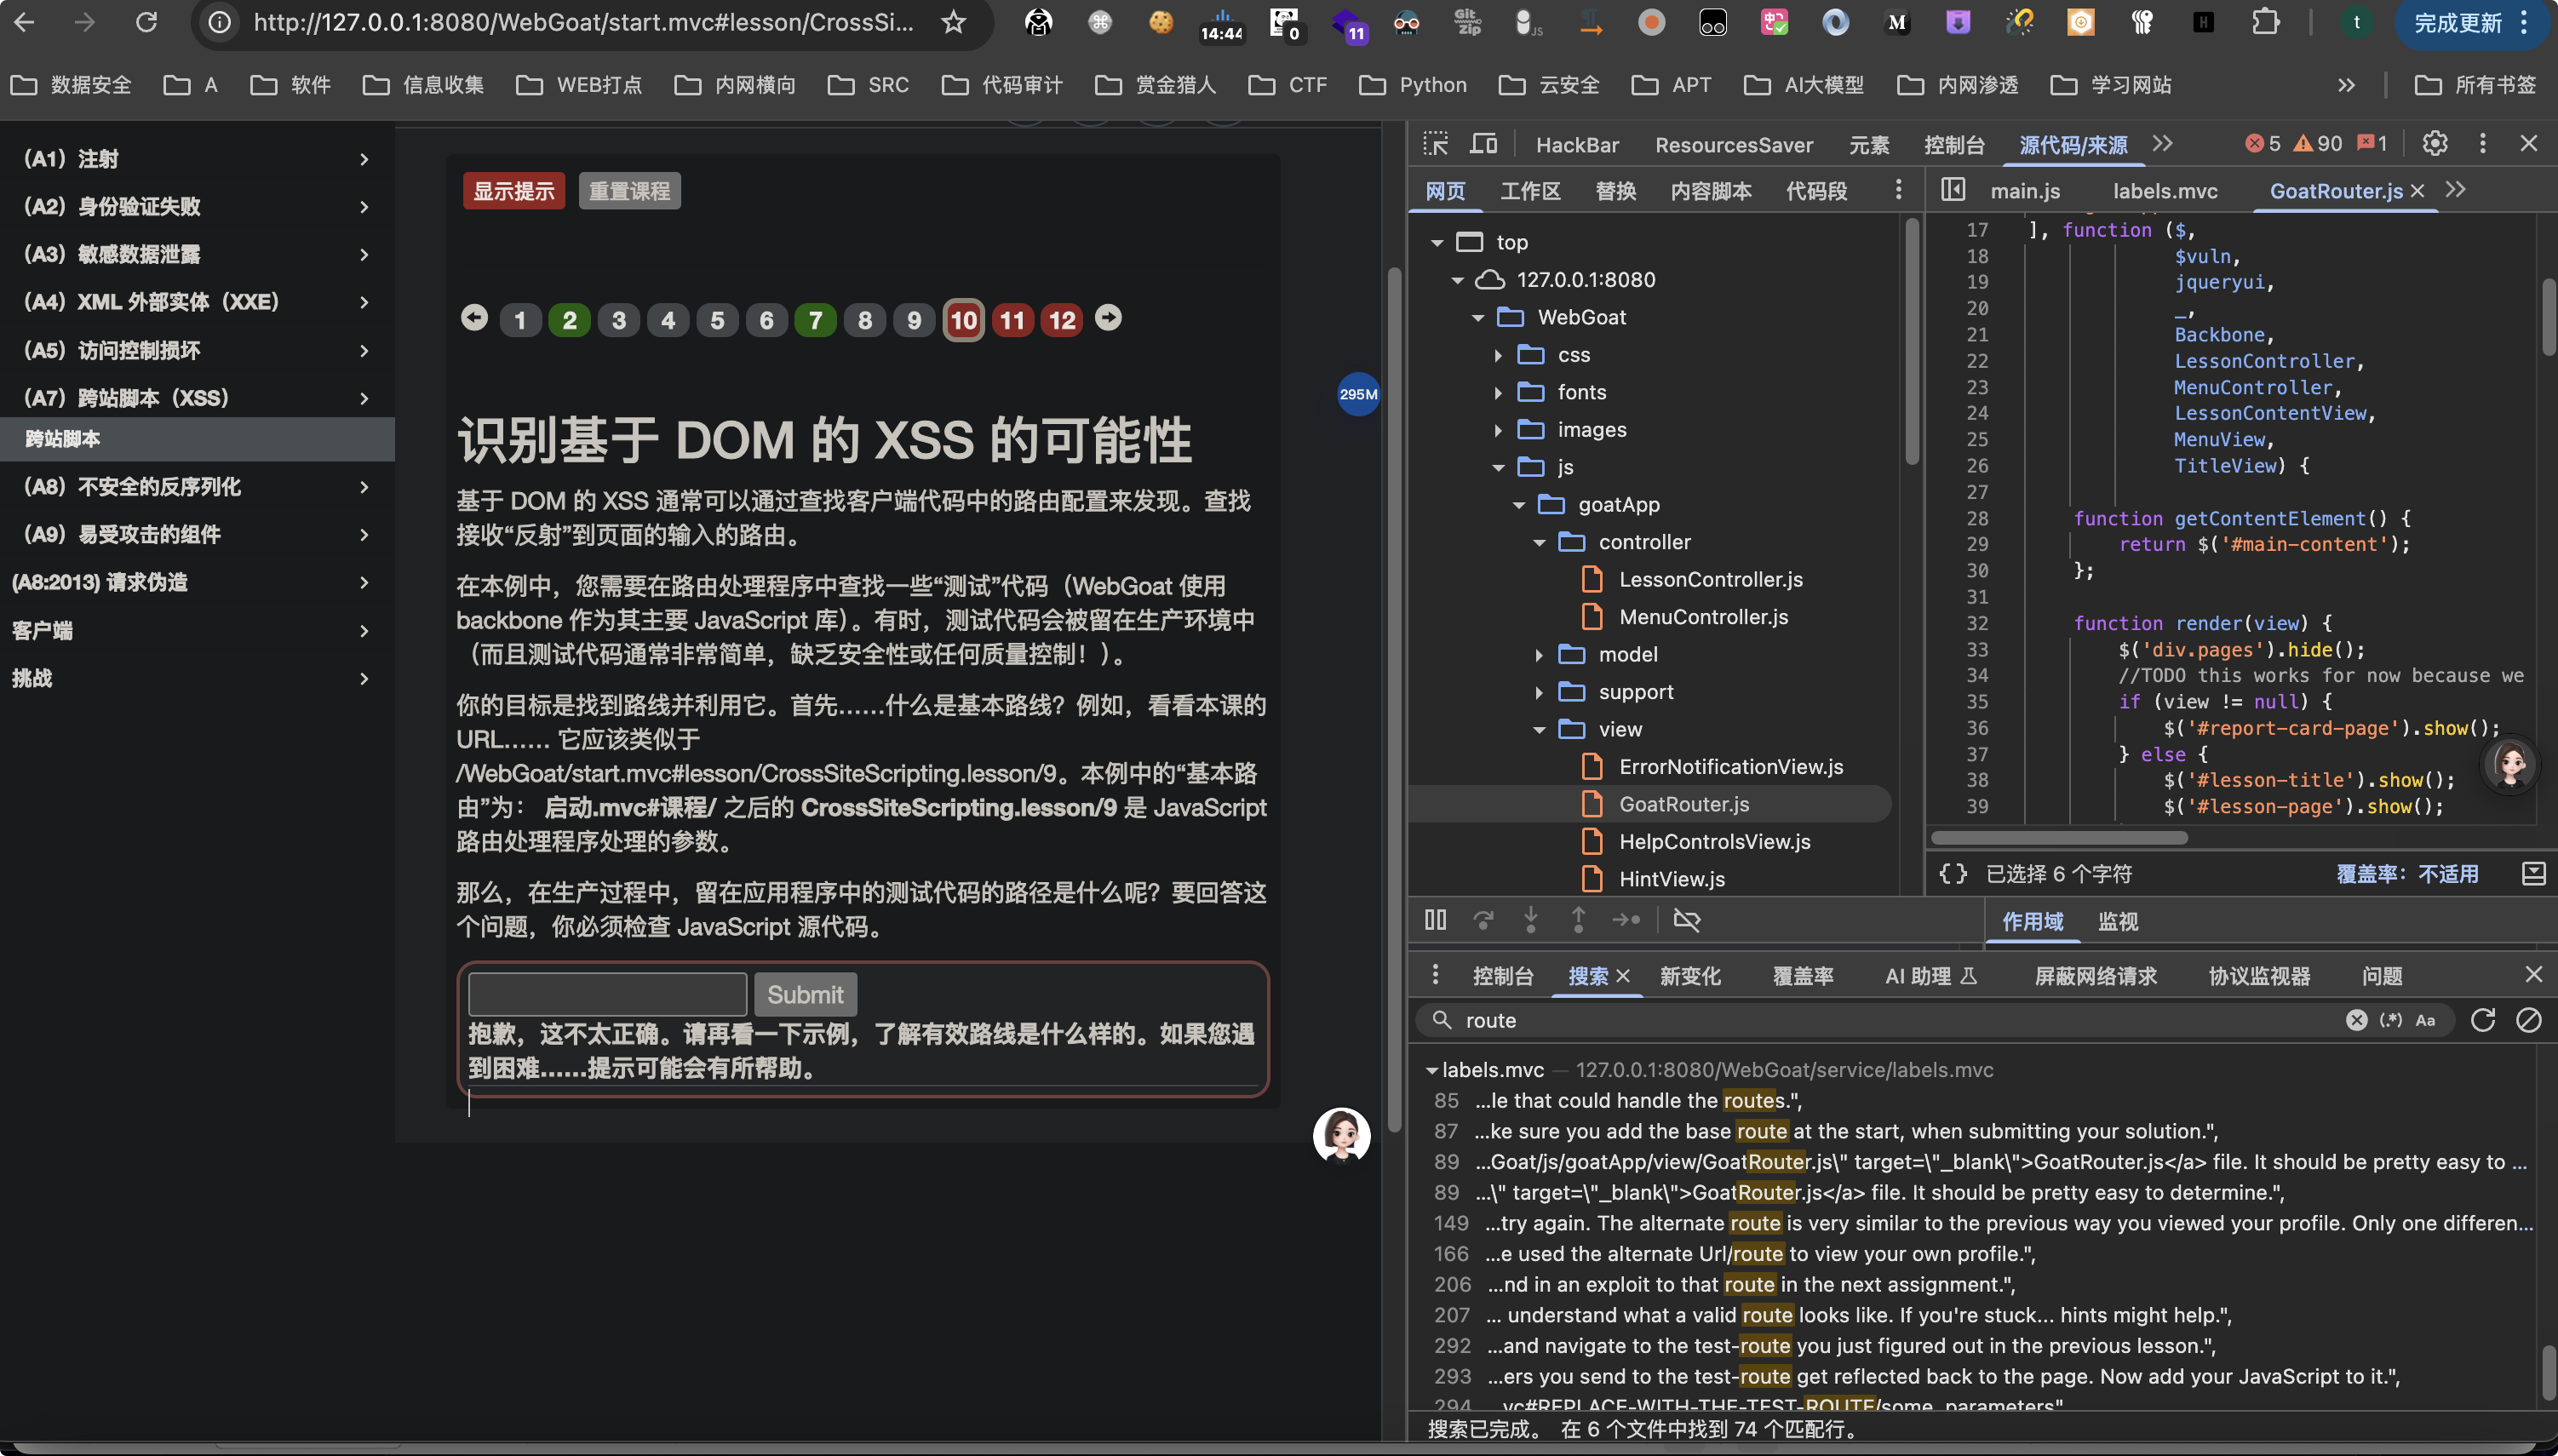 http://127.0.0.1:8080/WebGoat/start.mvc#lesson/CrossSi...
14:44
0
11
Git Zip
JS
M
H
t
完成更新
数据安全
A
软件
信息收集
WEB打点
内网横向
SRC
代码审计
赏金猎人
CTF
Python
云安全
APT
AI大模型
内网渗透
学习网站
所有书签
（A1）注射
（A2）身份验证失败
（A3）敏感数据泄露
（A4）XML 外部实体（XXE）
（A5）访问控制损坏
（A7）跨站脚本（XSS）
跨站脚本
（A8）不安全的反序列化
（A9）易受攻击的组件
(A8:2013) 请求伪造
客户端
挑战
显示提示
重置课程
1 2 3 4 5 6 7 8 9 10 11 12
295M
识别基于 DOM 的 XSS 的可能性
基于 DOM 的 XSS 通常可以通过查找客户端代码中的路由配置来发现。查找
接收“反射”到页面的输入的路由。
在本例中，您需要在路由处理程序中查找一些“测试”代码（WebGoat 使用
backbone 作为其主要 JavaScript 库）。有时，测试代码会被留在生产环境中
（而且测试代码通常非常简单，缺乏安全性或任何质量控制！）。
你的目标是找到路线并利用它。首先……什么是基本路线？例如，看看本课的
URL…… 它应该类似于
/WebGoat/start.mvc#lesson/CrossSiteScripting.lesson/9。本例中的“基本路
由”为： 启动.mvc#课程/ 之后的 CrossSiteScripting.lesson/9 是 JavaScript
路由处理程序处理的参数。
那么，在生产过程中，留在应用程序中的测试代码的路径是什么呢？要回答这
个问题，你必须检查 JavaScript 源代码。
Submit
抱歉，这不太正确。请再看一下示例，了解有效路线是什么样的。如果您遇
到困难……提示可能会有所帮助。
HackBar
ResourcesSaver
元素
控制台
源代码/来源
5
90
1
网页
工作区
替换
内容脚本
代码段
top
127.0.0.1:8080
WebGoat
css
fonts
images
js
goatApp
controller
LessonController.js
MenuController.js
model
support
view
ErrorNotificationView.js
GoatRouter.js
HelpControlsView.js
HintView.js
main.js
labels.mvc
GoatRouter.js
17 ], function ($,
18 $vuln,
19 jqueryui,
20 _,
21 Backbone,
22 LessonController,
23 MenuController,
24 LessonContentView,
25 MenuView,
26 TitleView) {
27
28 function getContentElement() {
29 return $('#main-content');
30 };
31
32 function render(view) {
33 $('div.pages').hide();
34 //TODO this works for now because we
35 if (view != null) {
36 $('#report-card-page').show();
37 } else {
38 $('#lesson-title').show();
39 $('#lesson-page').show();
{} 已选择 6 个字符
覆盖率：不适用
作用域
监视
控制台
搜索
新变化
覆盖率
AI 助理
屏蔽网络请求
协议监视器
问题
route
(.*)
Aa
labels.mvc — 127.0.0.1:8080/WebGoat/service/labels.mvc
85 ...le that could handle the routes.",
87 ...ke sure you add the base route at the start, when submitting your solution.",
89 ...Goat/js/goatApp/view/GoatRouter.js\" target=\"_blank\">GoatRouter.js</a> file. It should be pretty easy to ...
89 ...\" target=\"_blank\">GoatRouter.js</a> file. It should be pretty easy to determine.",
149 ...try again. The alternate route is very similar to the previous way you viewed your profile. Only one differen...
166 ...e used the alternate Url/route to view your own profile.",
206 ...nd in an exploit to that route in the next assignment.",
207 ... understand what a valid route looks like. If you're stuck... hints might help.",
292 ...and navigate to the test-route you just figured out in the previous lesson.",
293 ...ers you send to the test-route get reflected back to the page. Now add your JavaScript to it.",
294 ...vc#REPLACE-WITH-THE-TEST-ROUTE/some_parameters"
搜索已完成。 在 6 个文件中找到 74 个匹配行。